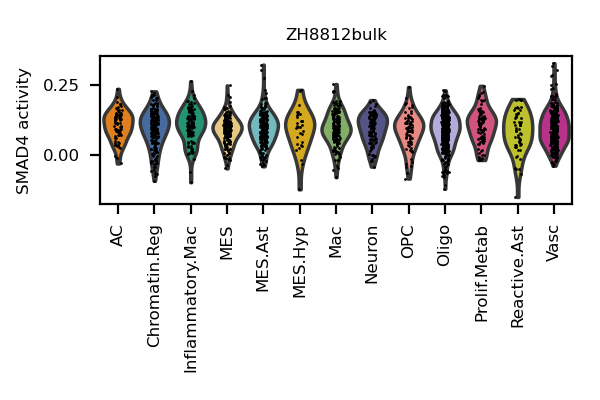 ZH8812bulk
SMAD4 activity
0.25
0.00
AC
Chromatin.Reg
Inflammatory.Mac
MES
MES.Ast
MES.Hyp
Mac
Neuron
OPC
Oligo
Prolif.Metab
Reactive.Ast
Vasc